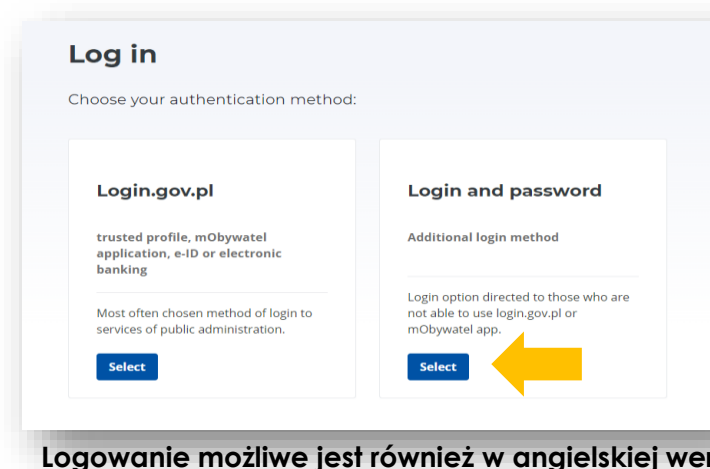 Log in
Choose your authentication method:
Login.gov.pl
trusted profile, mObywatel
application, e-ID or electronic
banking
Most often chosen method of login to
services of public administration.
Select
Login and password
Additional login method
Login option directed to those who are
not able to use login.gov.pl or
mObywatel app.
Select
Logowanie możliwe jest również w angielskiej